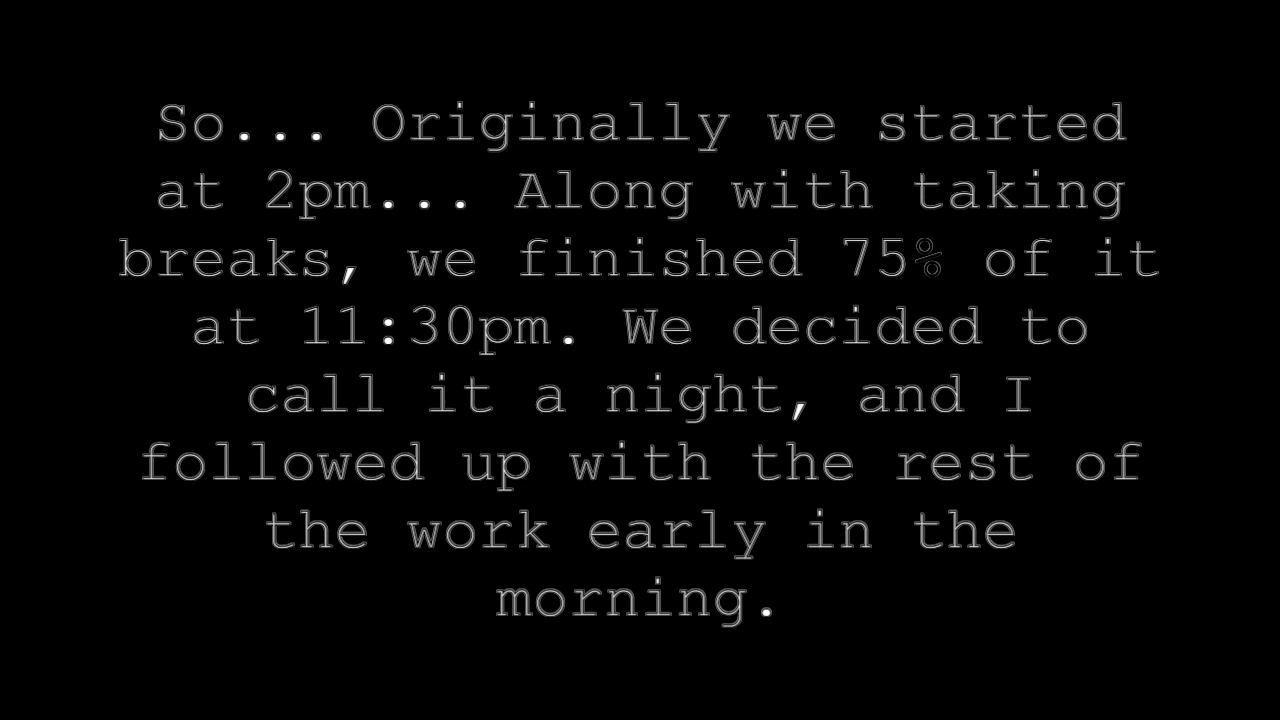 So... Originally we started
at 2pm... Along with taking
breaks, we finished 75% of it
at 11:30pm. We decided to
call it a night, and I
followed up with the rest of
the work early in the
morning.